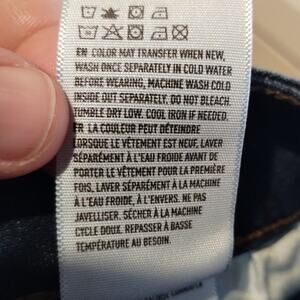 EN COLOR MAY TRANSFER WHEN NEW,
WASH ONCE SEPARATELY IN COLD WATER
BEFORE WEARING, MACHINE WASH COLD
INSIDE OUT SEPARATELY. DO NOT BLEACH.
TUMBLE DRY LOW. COOL IRON IF NEEDED.
FR LA COULEUR PEUT DÉTEINDRE
LORSQUE LE VÊTEMENT EST NEUF, LAVER
SÉPARÉMENT À L'EAU FROIDE AVANT DE
PORTER LE VÊTEMENT POUR LA PREMIÈRE
FOIS, LAVER SÉPARÉMENT À LA MACHINE
À L'EAU FROIDE, À L'ENVERS. NE PAS
JAVELLISER. SÉCHER À LA MACHINE
CYCLE DOUX. REPASSER À BASSE
TEMPÉRATURE AU BESOIN.